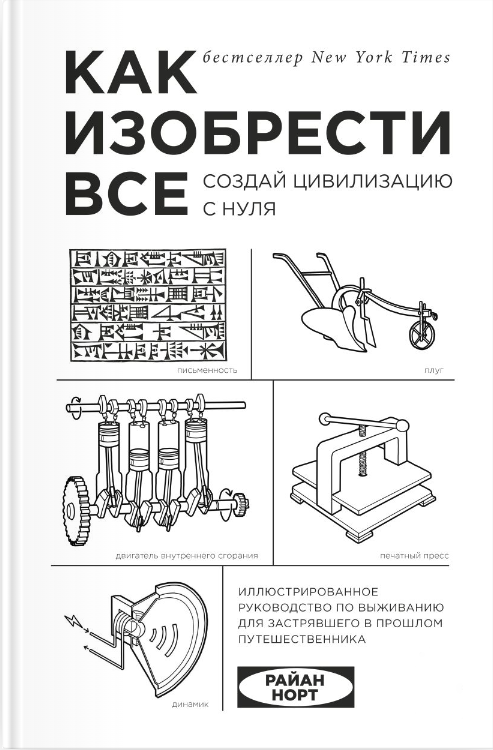 бестселлер New York Times
КАК
ИЗОБРЕСТИ
ВСЕ
СОЗДАЙ ЦИВИЛИЗАЦИЮ
С НУЛЯ
письменность
плуг
двигатель внутреннего сгорания
печатный пресс
ИЛЛЮСТРИРОВАННОЕ
РУКОВОДСТВО ПО ВЫЖИВАНИЮ
ДЛЯ ЗАСТРЯВШЕГО В ПРОШЛОМ
ПУТЕШЕСТВЕННИКА
динамик
РАЙАН
НОРТ